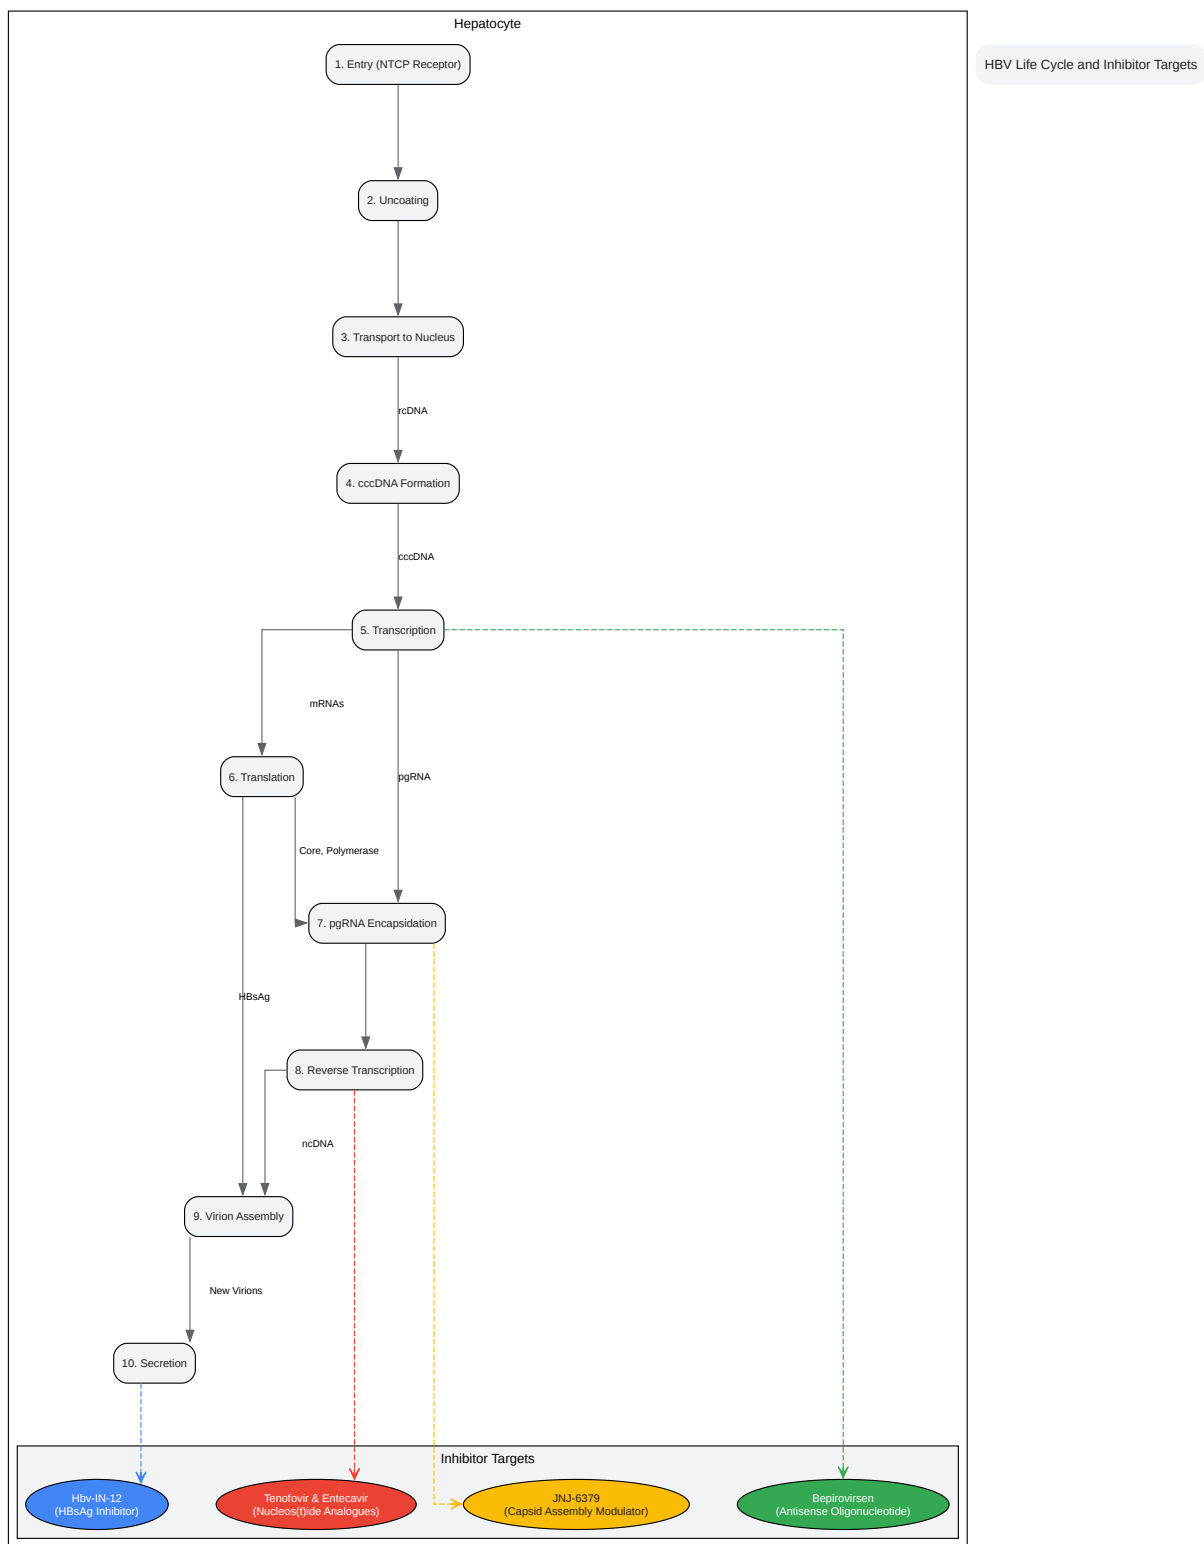 Hepatocyte
1. Entry (NTCP Receptor)
HBV Life Cycle and Inhibitor Targets
2. Uncoating
3. Transport to Nucleus
rcDNA
4. cccDNA Formation
cccDNA
5. Transcription
mRNAs
6. Translation
pgRNA
Core, Polymerase
7. pgRNA Encapsidation
HBsAg
8. Reverse Transcription
ncDNA
9. Virion Assembly
New Virions
10. Secretion
Inhibitor Targets
Hbv-IN-12
(HBsAg Inhibitor)
Tenofovir & Entecavir
(Nucleos(t)ide Analogues)
JNJ-6379
(Capsid Assembly Modulator)
Bepirovirsen
(Antisense Oligonucleotide)